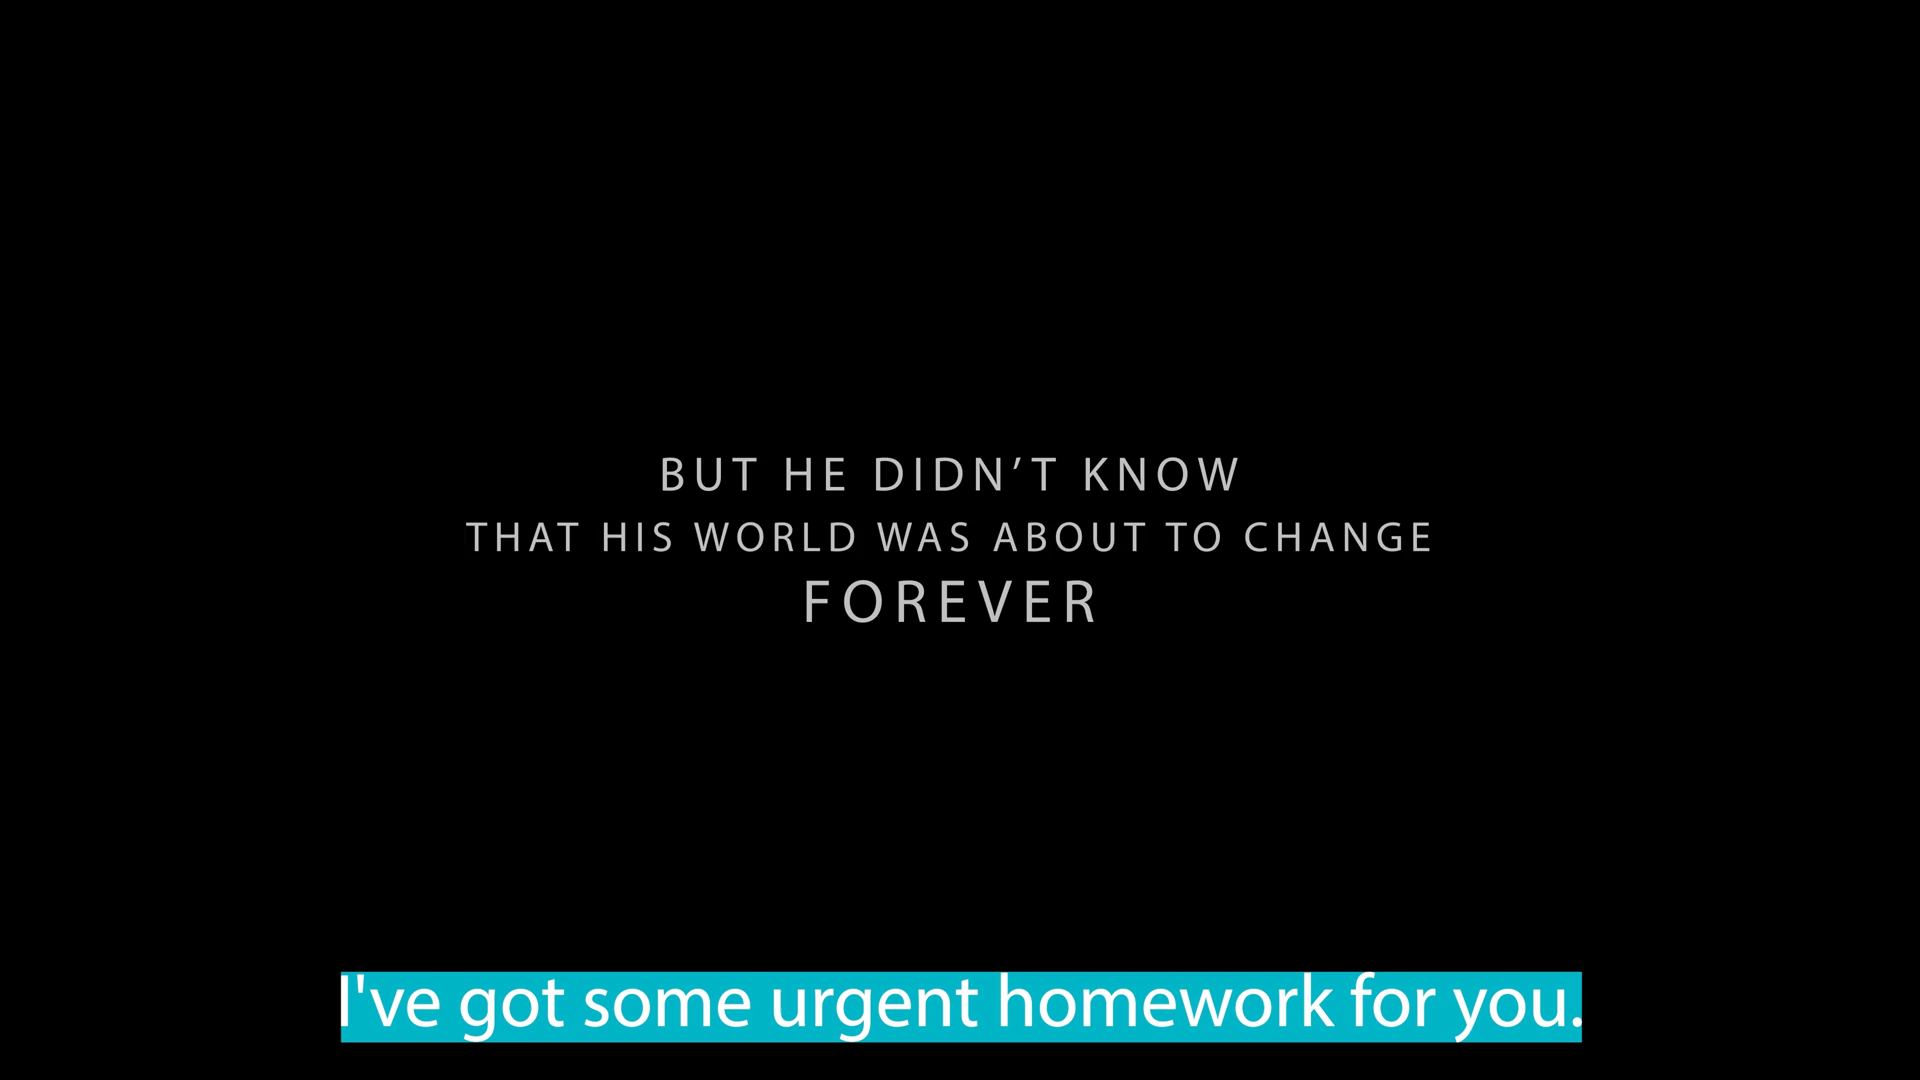 BUT HE DIDN’T KNOW
THAT HIS WORLD WAS ABOUT TO CHANGE
FOREVER
I've got some urgent homework for you.